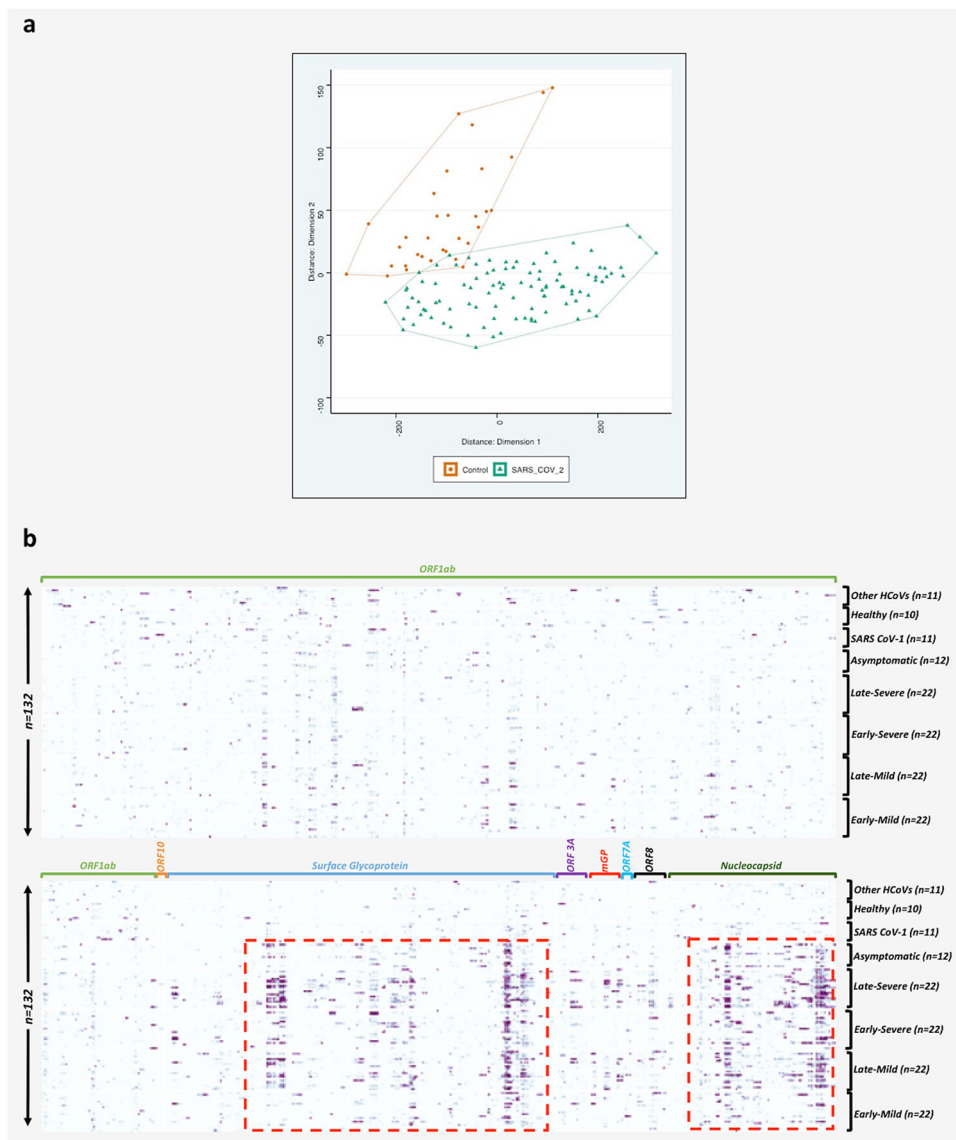 a
150
100
50
0
-50
-100
Distance: Dimension 2
-200
0
200
Distance: Dimension 1
Control
SARS_COV_2
b
ORF1ab
n=132
Other HCoVs (n=11)
Healthy (n=10)
SARS CoV-1 (n=11)
Asymptomatic (n=12)
Late-Severe (n=22)
Early-Severe (n=22)
Late-Mild (n=22)
Early-Mild (n=22)
ORF1ab
ORF10
Surface Glycoprotein
ORF 3A
mGP
ORF7A
ORF8
Nucleocapsid
n=132
Other HCoVs (n=11)
Healthy (n=10)
SARS CoV-1 (n=11)
Asymptomatic (n=12)
Late-Severe (n=22)
Early-Severe (n=22)
Late-Mild (n=22)
Early-Mild (n=22)